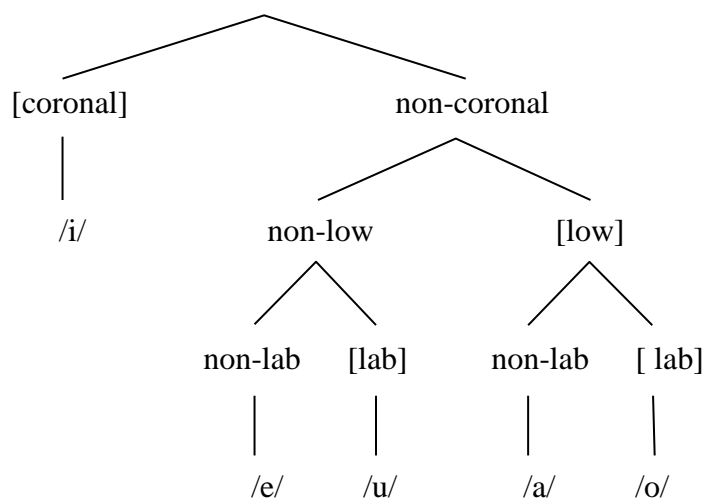 [coronal] non-coronal
/i/ non-low [low]
non-lab [lab] non-lab [ lab]
/e/ /u/ /a/ /o/